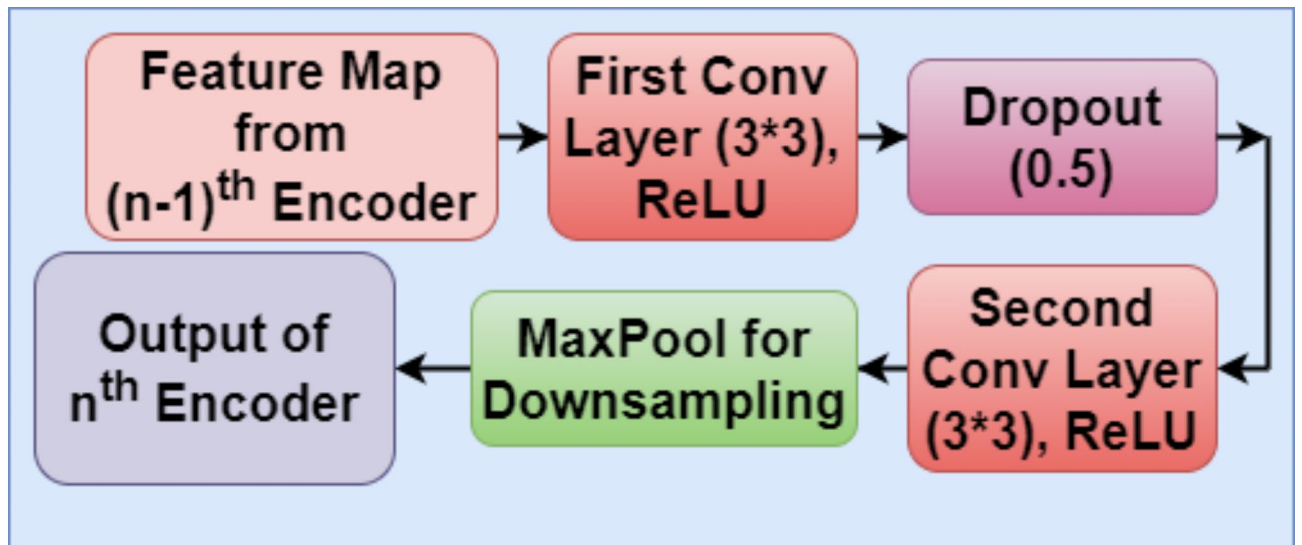 Feature Map
from
(n-1)th Encoder
First Conv
Layer (3*3),
ReLU
Dropout
(0.5)
Second
Conv Layer
(3*3), ReLU
MaxPool for
Downsampling
Output of
nth Encoder